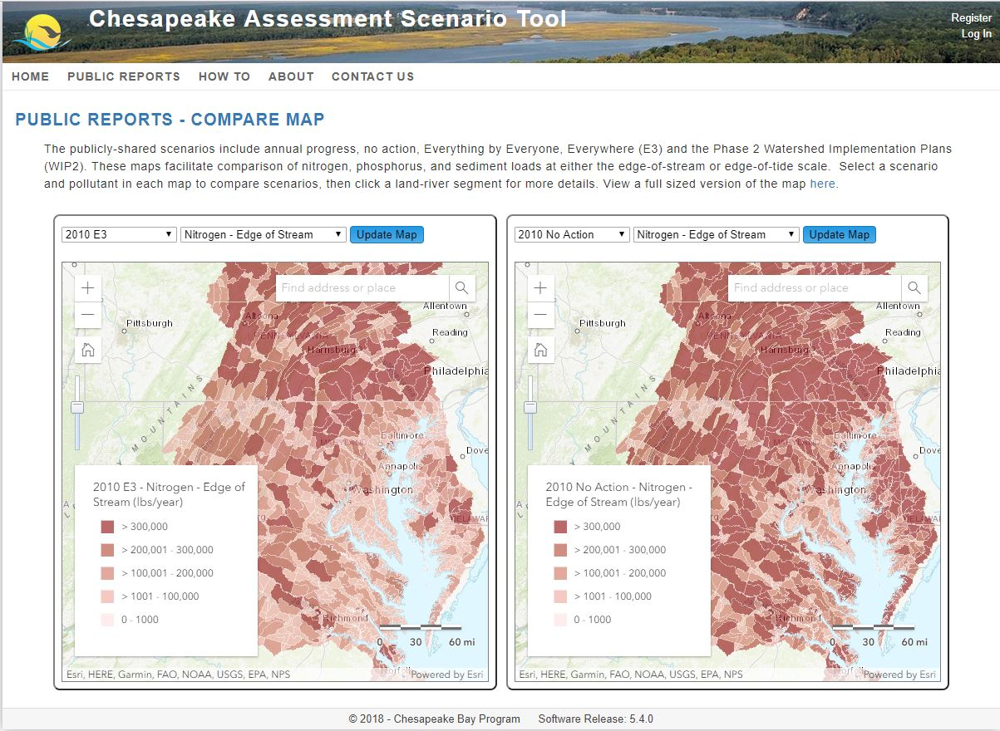 Chesapeake Assessment Scenario Tool
Register
Log In
HOME PUBLIC REPORTS HOW TO ABOUT CONTACT US
PUBLIC REPORTS - COMPARE MAP
The publicly-shared scenarios include annual progress, no action, Everything by Everyone, Everywhere (E3) and the Phase 2 Watershed Implementation Plans
(WIP2). These maps facilitate comparison of nitrogen, phosphorus, and sediment loads at either the edge-of-stream or edge-of-tide scale. Select a scenario
and pollutant in each map to compare scenarios, then click a land-river segment for more details. View a full sized version of the map here.
2010 E3 Nitrogen - Edge of Stream Update Map
Find address or place
Allentown
Pittsburgh
Altoona
Reading
PENNSYLVANIA
Harrisburg
Philadelphia
MOUNTAINS
Baltimore
MARYLAND
Dove
Annapolis
Washington
DELAWAR
2010 E3 - Nitrogen - Edge of
Stream (lbs/year)
> 300,000
> 200,001 - 300,000
> 100,001 - 200,000
> 1001 - 100,000
0 - 1000
Richmond
0 30 60 mi
Norfolk
Esri, HERE, Garmin, FAO, NOAA, USGS, EPA, NPS
Powered by Esri
2010 No Action Nitrogen - Edge of Stream Update Map
Find address or place
Allentown
Pittsburgh
Altoona
Reading
PENNSYLVANIA
Harrisburg
Philadelphia
MOUNTAINS
Baltimore
MARYLAND
Dove
Annapolis
Washington
DELAWAR
2010 No Action - Nitrogen -
Edge of Stream (lbs/year)
> 300,000
> 200,001 - 300,000
> 100,001 - 200,000
> 1001 - 100,000
0 - 1000
Richmond
0 30 60 mi
Norfolk
Esri, HERE, Garmin, FAO, NOAA, USGS, EPA, NPS
Powered by Esri
© 2018 - Chesapeake Bay Program Software Release: 5.4.0